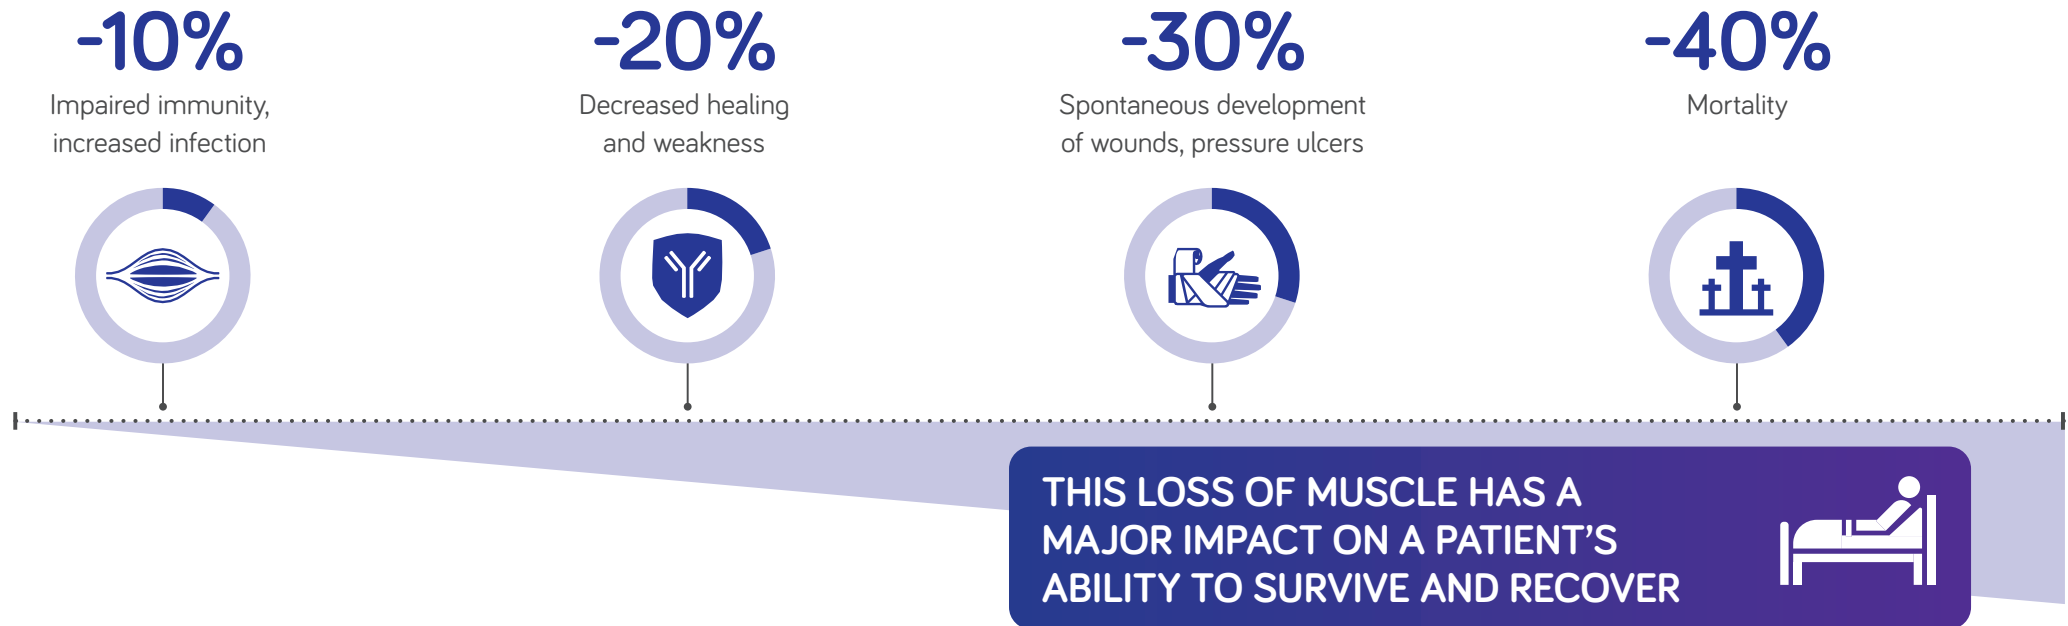 -10%
Impaired immunity,
increased infection
-20%
Decreased healing
and weakness
-30%
Spontaneous development
of wounds, pressure ulcers
-40%
Mortality
THIS LOSS OF MUSCLE HAS A
MAJOR IMPACT ON A PATIENT’S
ABILITY TO SURVIVE AND RECOVER